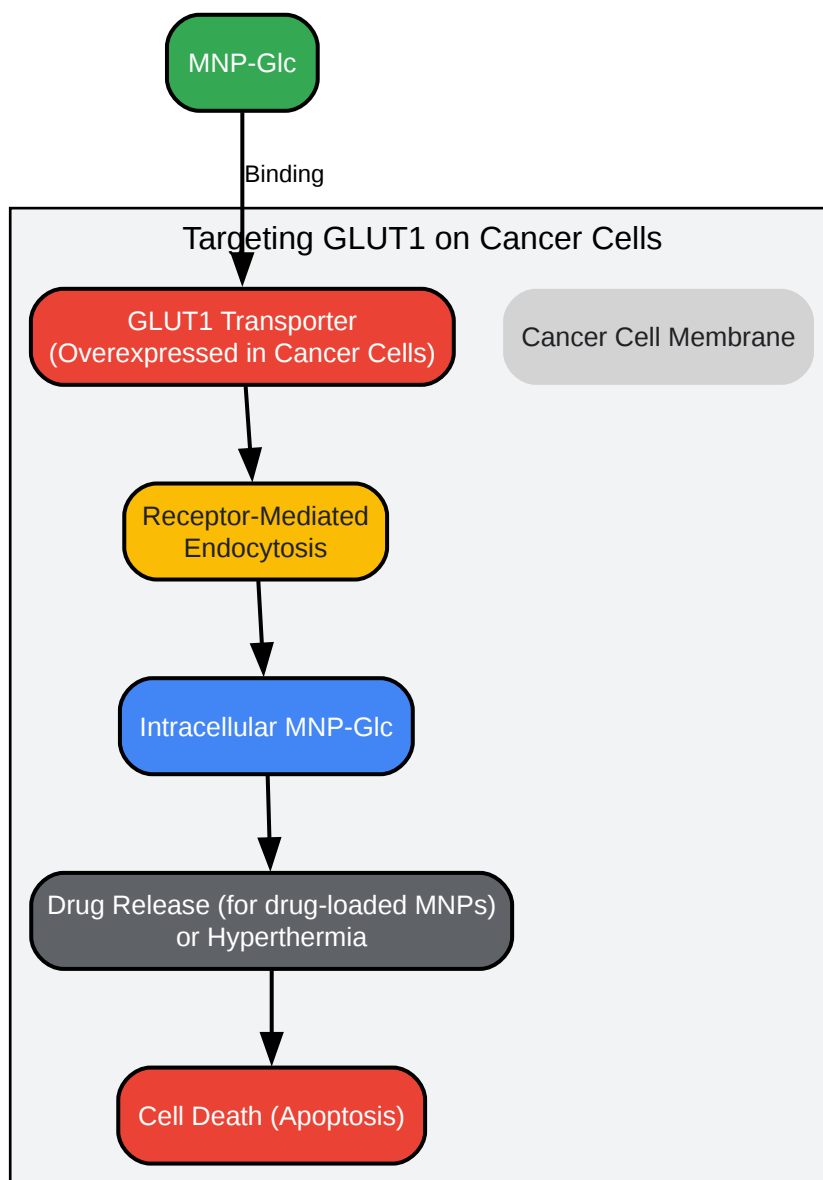 MNP-Glc
Binding
Targeting GLUT1 on Cancer Cells
GLUT1 Transporter
(Overexpressed in Cancer Cells)
Cancer Cell Membrane
Receptor-Mediated
Endocytosis
Intracellular MNP-Glc
Drug Release (for drug-loaded MNPs)
or Hyperthermia
Cell Death (Apoptosis)